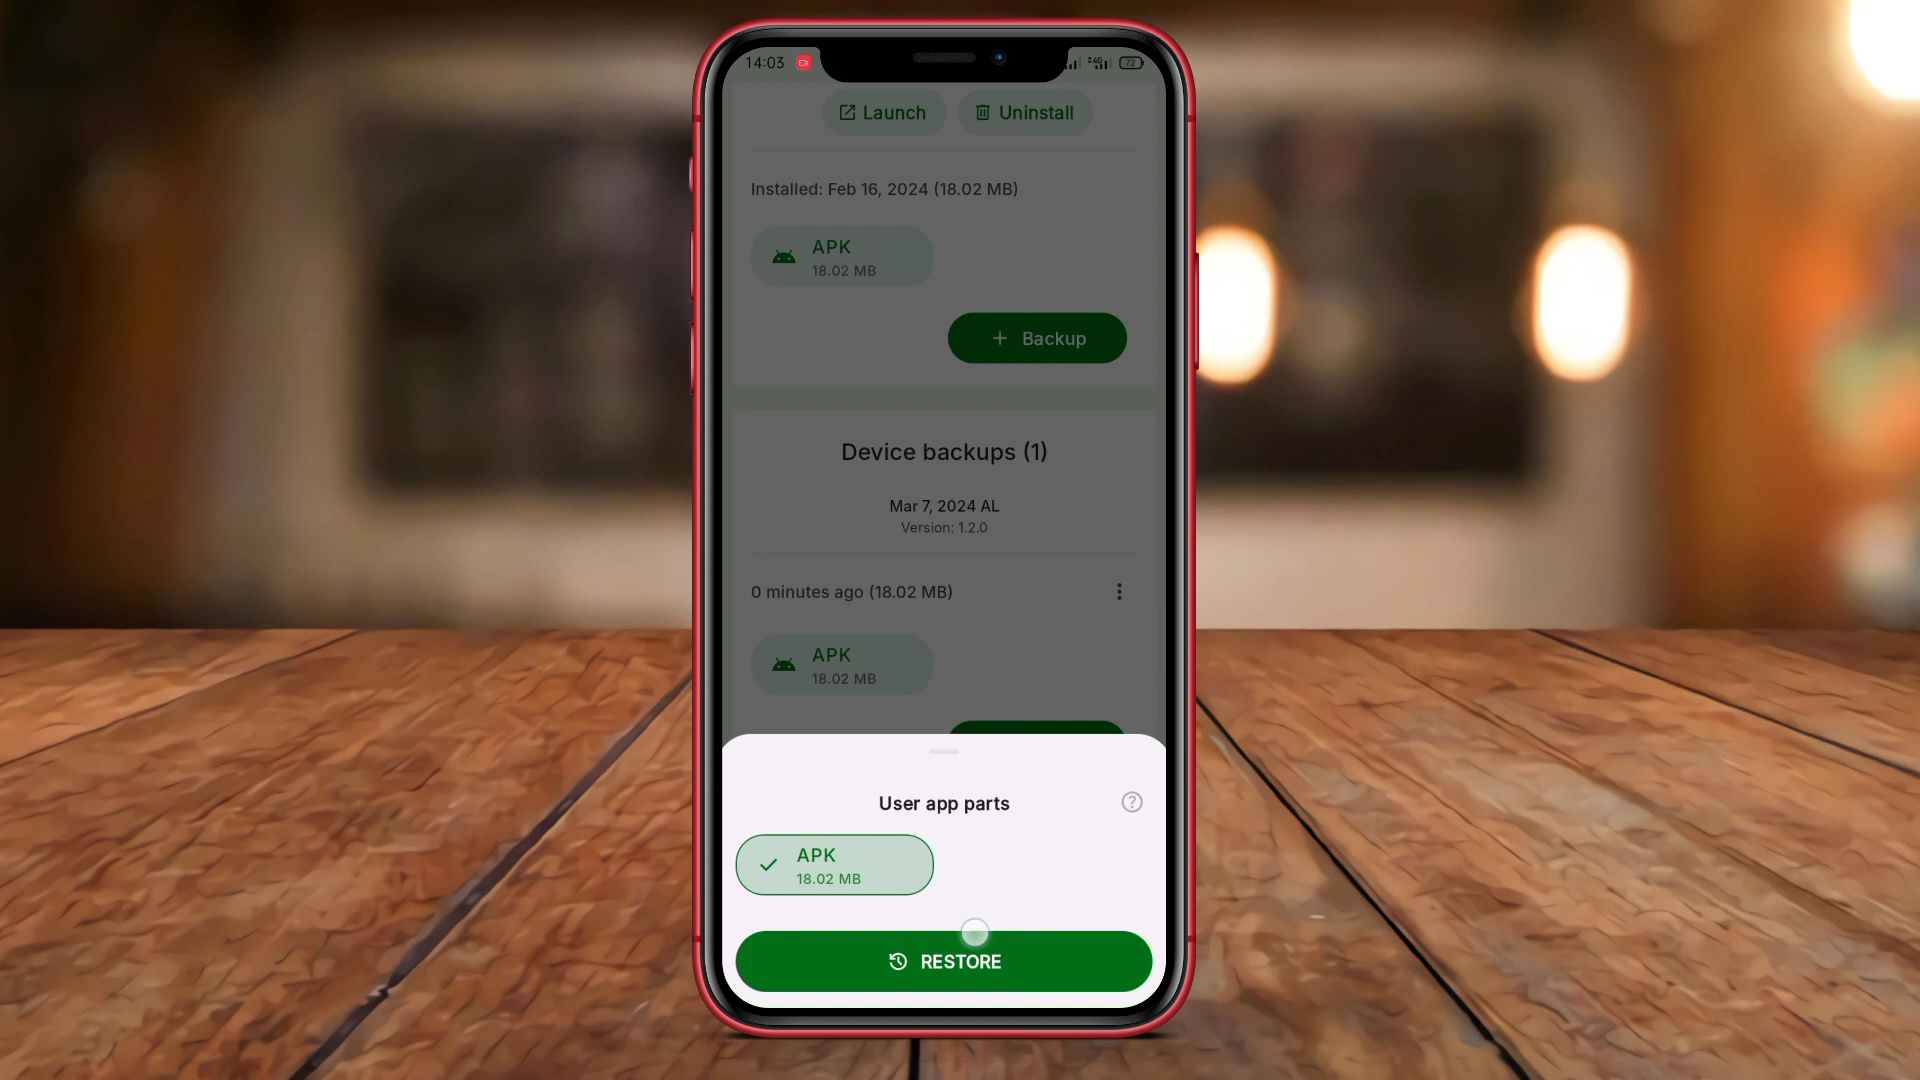 14:03
4G
72
Launch
Uninstall
Installed: Feb 16, 2024 (18.02 MB)
APK
18.02 MB
+ Backup
Device backups (1)
Mar 7, 2024 AL
Version: 1.2.0
0 minutes ago (18.02 MB)
APK
18.02 MB
User app parts
?
APK
18.02 MB
RESTORE